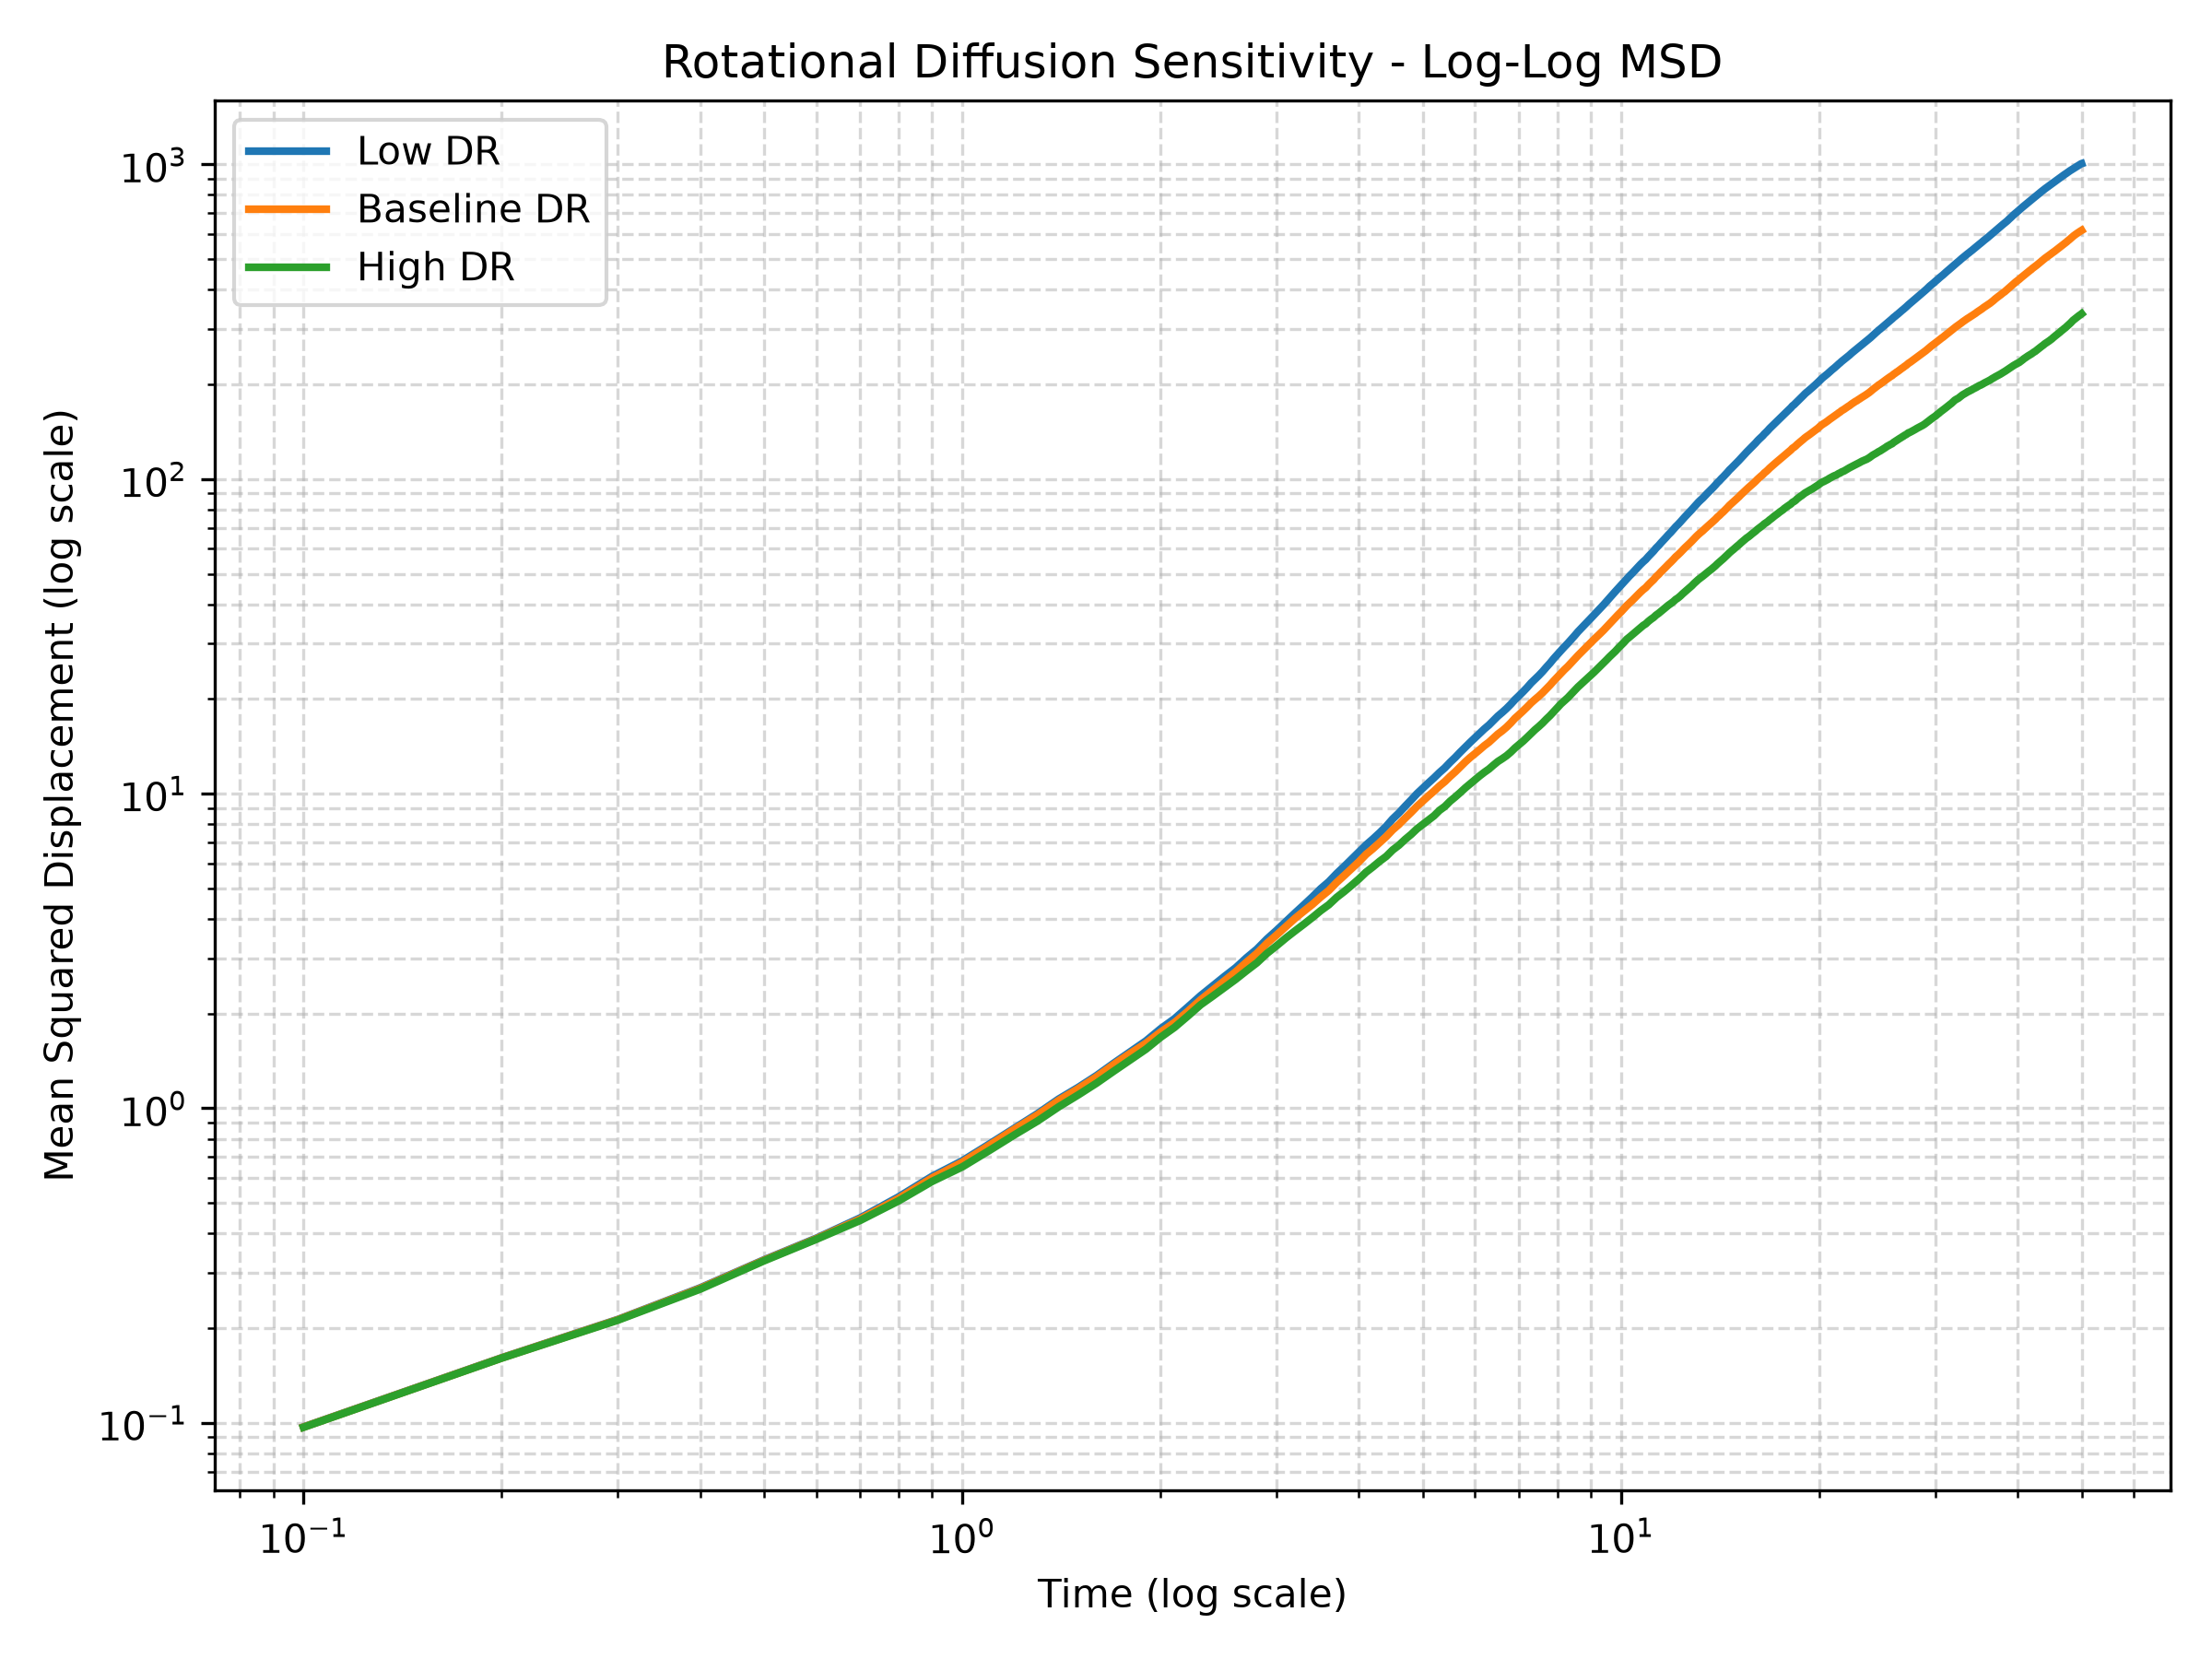 Rotational Diffusion Sensitivity - Log-Log MSD
Low DR
Baseline DR
High DR
Mean Squared Displacement (log scale)
10³
10²
10¹
10⁰
10⁻¹
10⁻¹ 10⁰ 10¹
Time (log scale)